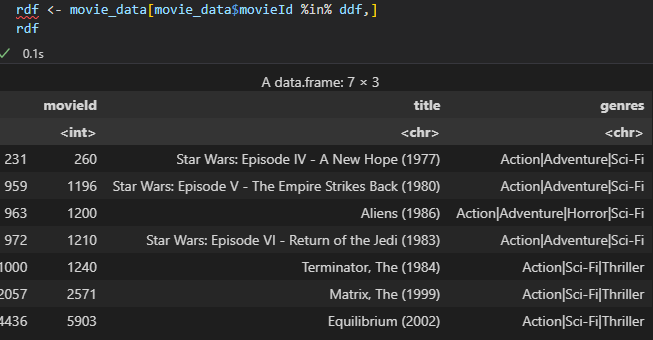 rdf <- movie_data[movie_data$movieId %in% ddf,]
rdf
0.1s
A data.frame: 7 × 3
movieId title genres
<int> <chr> <chr>
231 260 Star Wars: Episode IV - A New Hope (1977) Action|Adventure|Sci-Fi
959 1196 Star Wars: Episode V - The Empire Strikes Back (1980) Action|Adventure|Sci-Fi
963 1200 Aliens (1986) Action|Adventure|Horror|Sci-Fi
972 1210 Star Wars: Episode VI - Return of the Jedi (1983) Action|Adventure|Sci-Fi
1000 1240 Terminator, The (1984) Action|Sci-Fi|Thriller
2057 2571 Matrix, The (1999) Action|Sci-Fi|Thriller
4436 5903 Equilibrium (2002) Action|Sci-Fi|Thriller